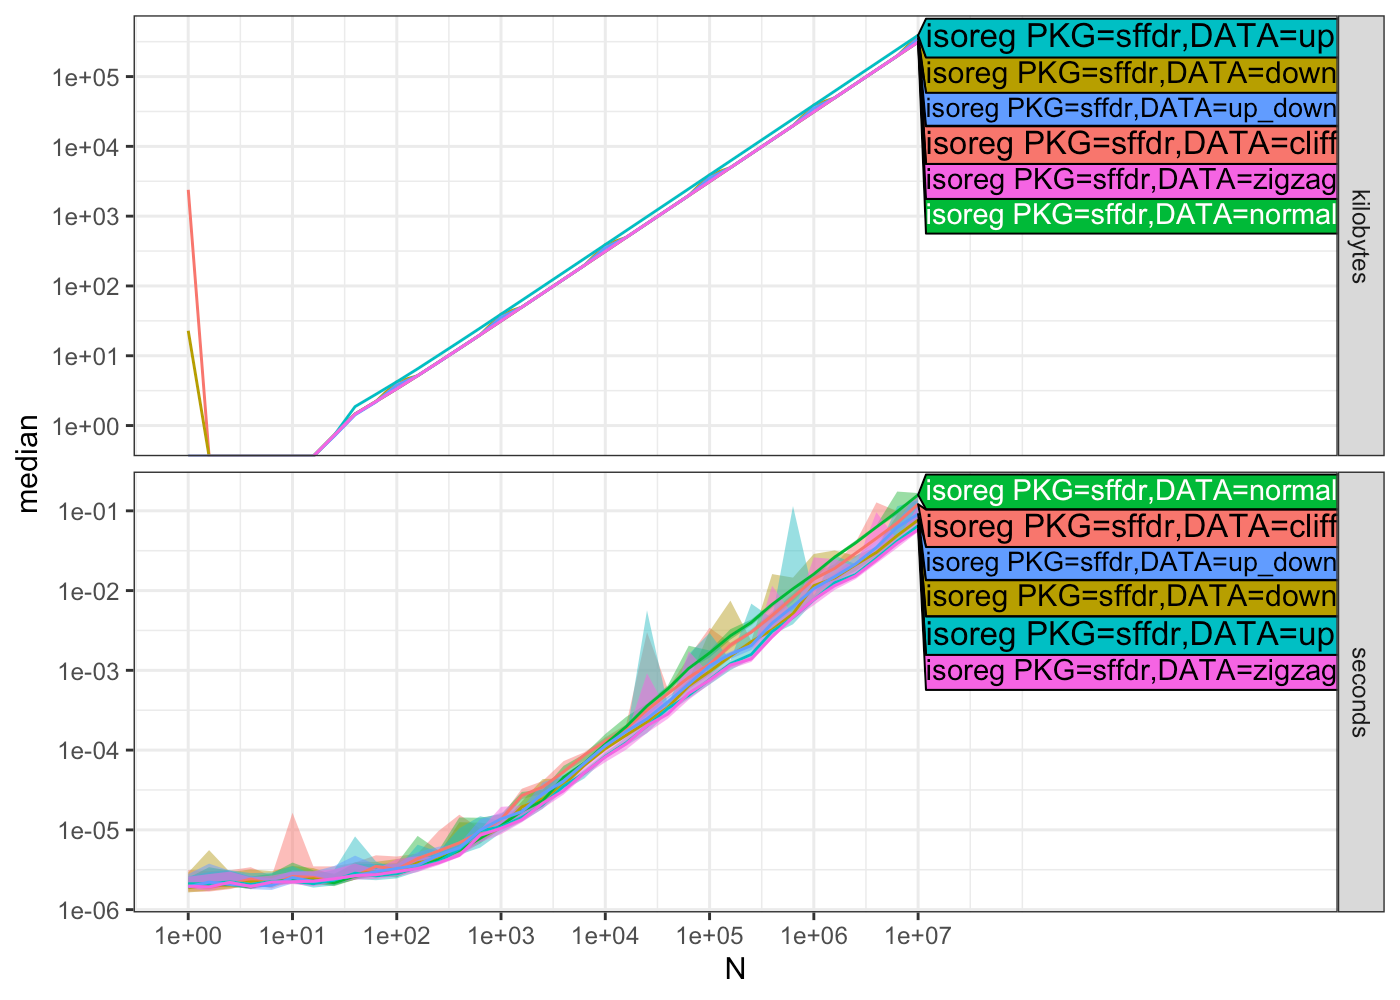 isoreg PKG=sffdr,DATA=up
1e+05
isoreg PKG=sffdr,DATA=down
isoreg PKG=sffdr,DATA=up_down
1e+04
isoreg PKG=sffdr,DATA=cliff
isoreg PKG=sffdr,DATA=zigzag
1e+03
isoreg PKG=sffdr,DATA=normal
kilobytes
1e+02
1e+01
1e+00
median
1e-01
isoreg PKG=sffdr,DATA=normal
isoreg PKG=sffdr,DATA=cliff
isoreg PKG=sffdr,DATA=up_down
1e-02
isoreg PKG=sffdr,DATA=down
isoreg PKG=sffdr,DATA=up
1e-03
isoreg PKG=sffdr,DATA=zigzag
seconds
1e-04
1e-05
1e-06
1e+00 1e+01 1e+02 1e+03 1e+04 1e+05 1e+06 1e+07
N